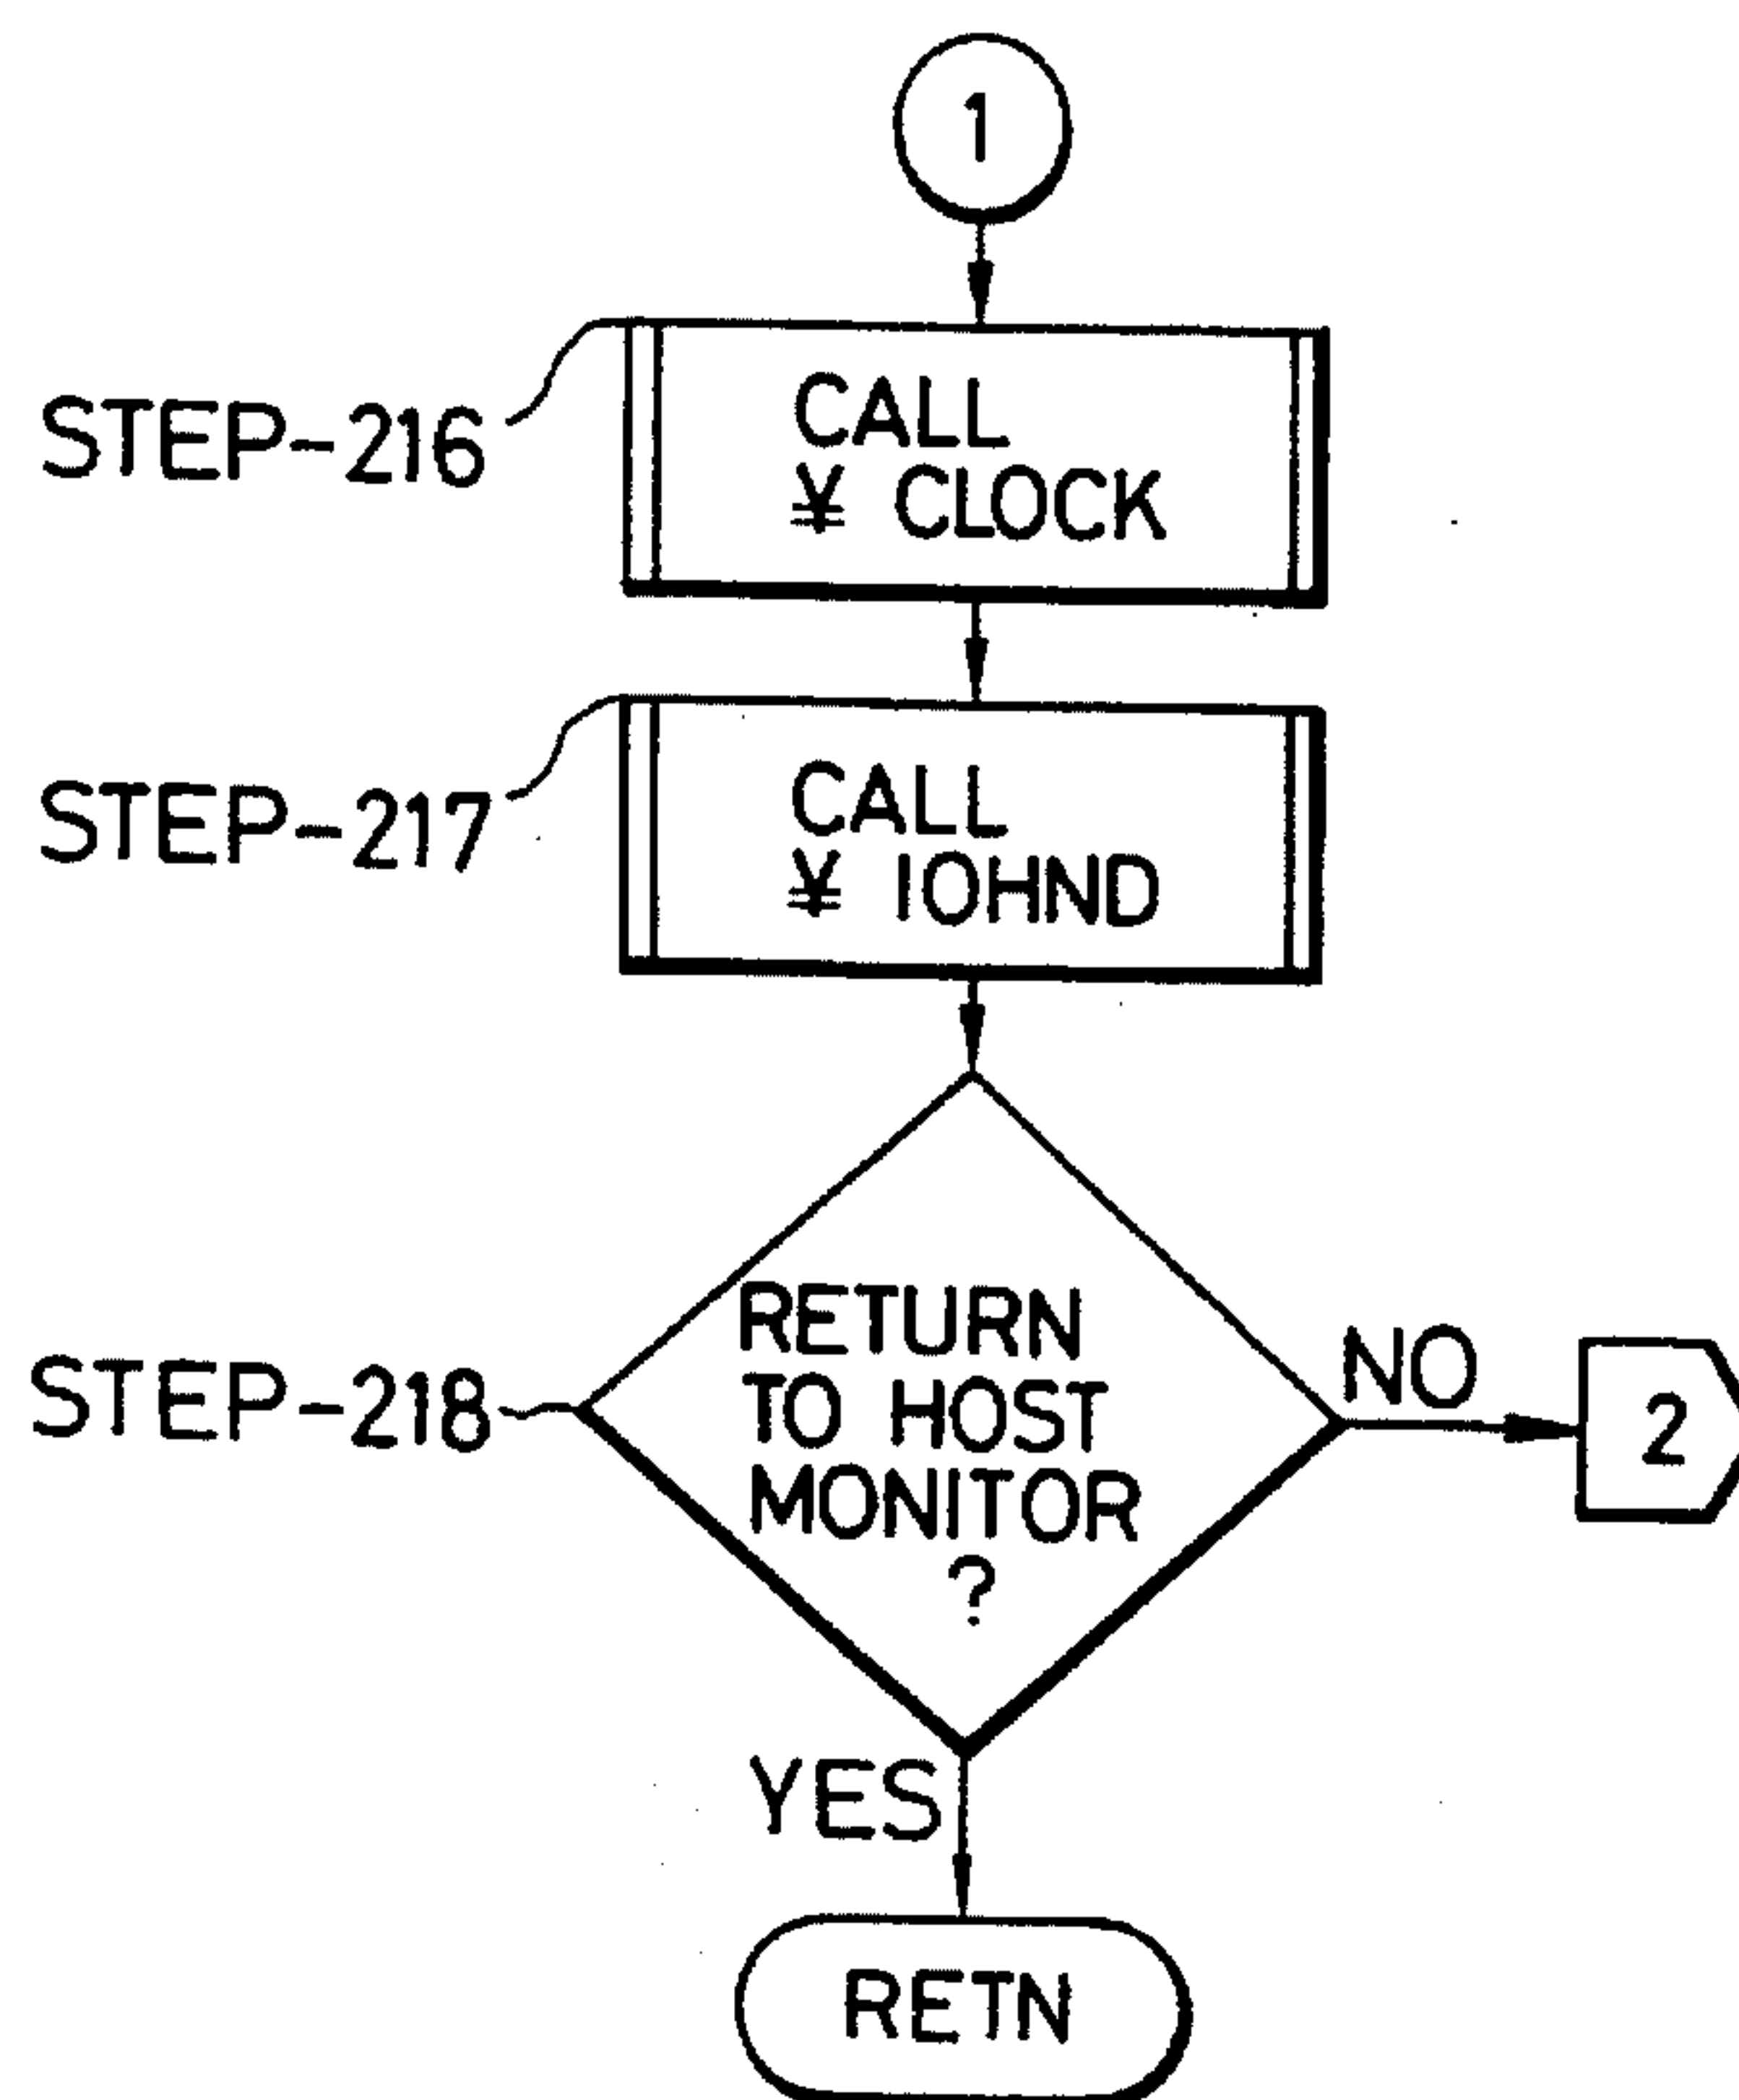 1
STEP-216
CALL
¥ CLOCK
STEP-217
CALL
¥ IOHND
STEP-218
RETURN
TO HOST
MONITOR
?
NO
2
YES
RETN